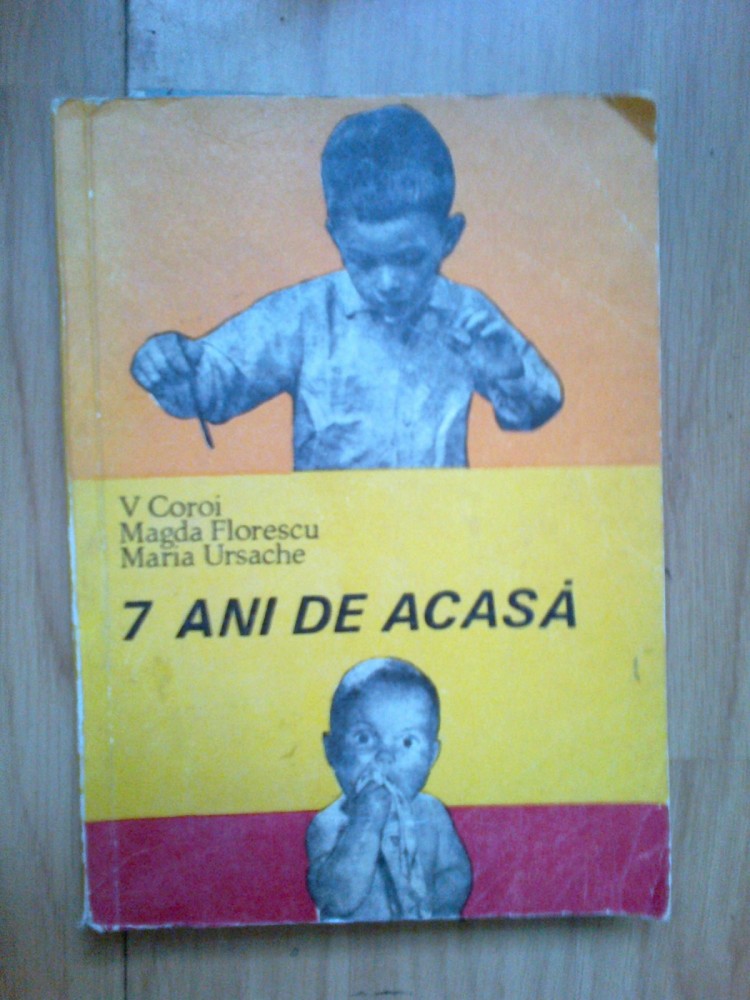 V Coroi
Magda Florescu
Maria Ursache
7 ANI DE ACASĂ